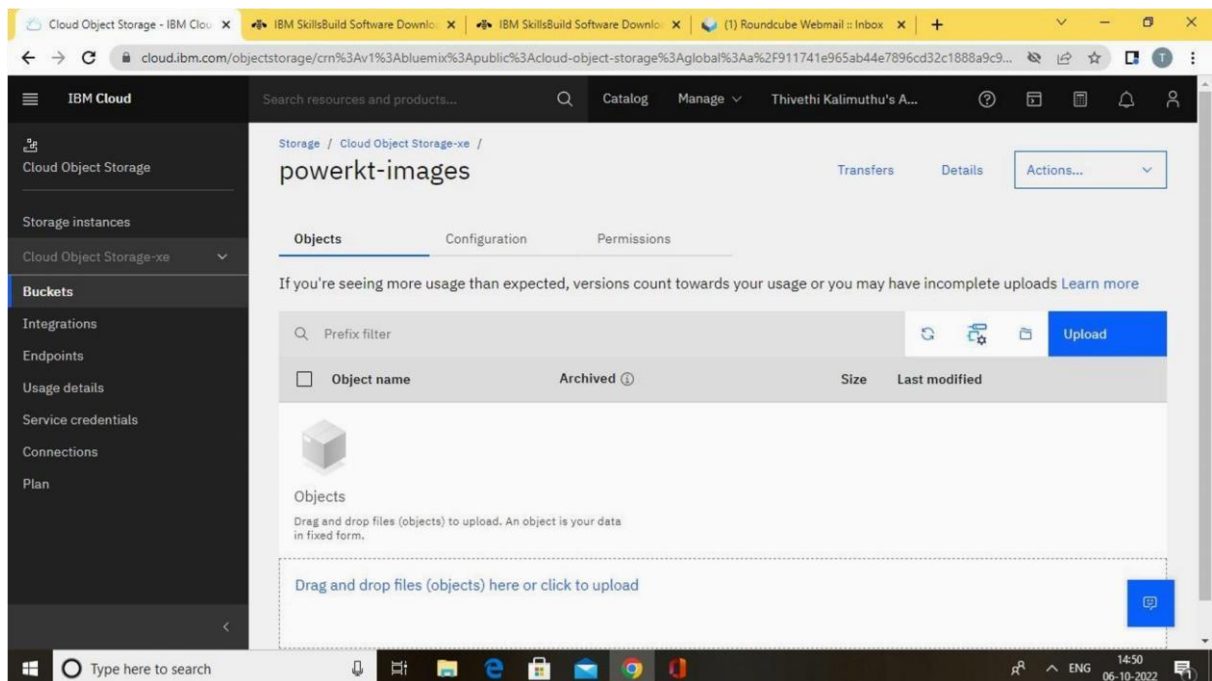 Cloud Object Storage - IBM Clou
IBM SkillsBuild Software Downlo
IBM SkillsBuild Software Downlo
(1) Roundcube Webmail :: Inbox
cloud.ibm.com/objectstorage/crn%3Av1%3Abluemix%3Apublic%3Acloud-object-storage%3Aglobal%3Aa%2F911741e965ab44e7896cd32c1888a9c9...
T
IBM Cloud
Search resources and products...
Catalog
Manage
Thivethi Kalimuthu's A...
Cloud Object Storage
Storage instances
Cloud Object Storage-xe
Buckets
Integrations
Endpoints
Usage details
Service credentials
Connections
Plan
Storage / Cloud Object Storage-xe /
powerkt-images
Transfers
Details
Actions...
Objects
Configuration
Permissions
If you're seeing more usage than expected, versions count towards your usage or you may have incomplete uploads Learn more
Prefix filter
Upload
Object name
Archived
Size
Last modified
Objects
Drag and drop files (objects) to upload. An object is your data
in fixed form.
Drag and drop files (objects) here or click to upload
Type here to search
ENG
14:50
06-10-2022